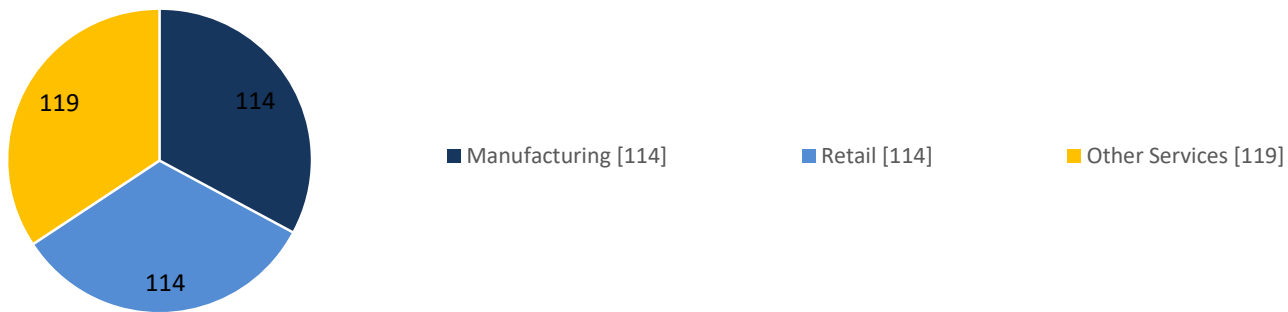 119
114
114
Manufacturing [114]
Retail [114]
Other Services [119]